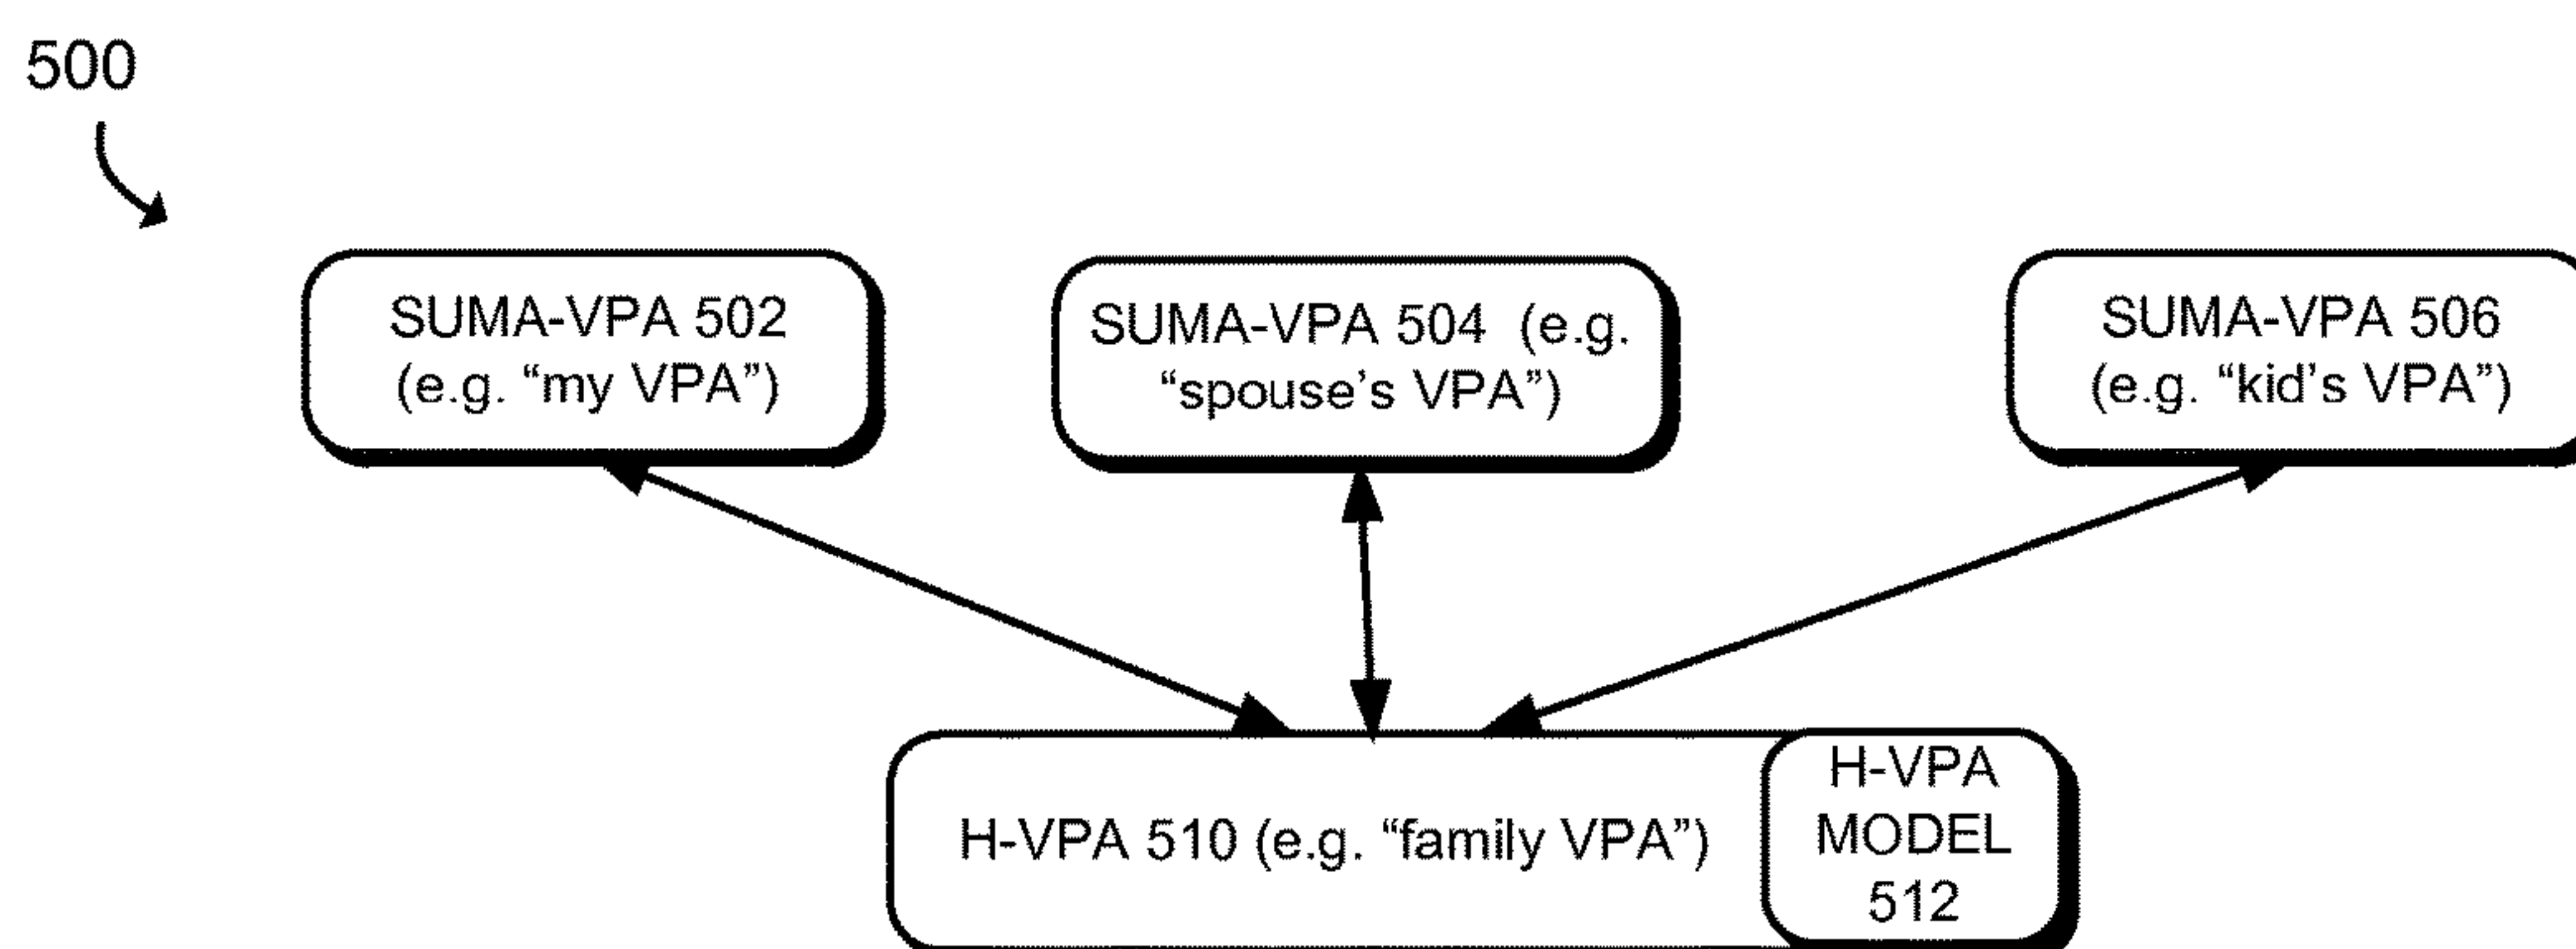 500
SUMA-VPA 502
(e.g. “my VPA”)
SUMA-VPA 504 (e.g.
“spouse’s VPA”)
SUMA-VPA 506
(e.g. “kid’s VPA”)
H-VPA 510 (e.g. “family VPA”)
H-VPA
MODEL
512